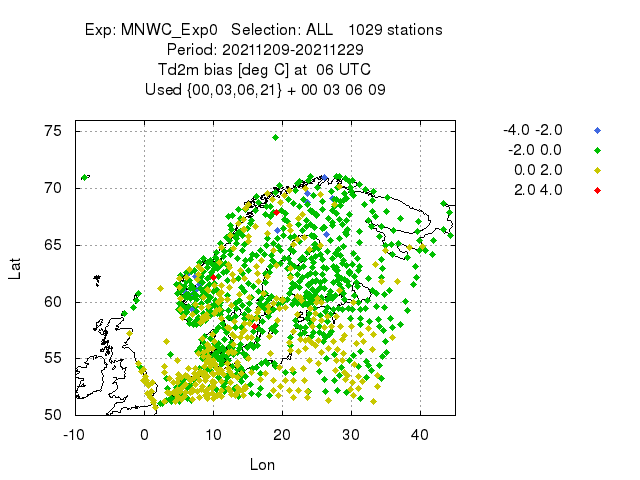 Exp: MNWC_Exp0   Selection: ALL   1029 stations
Period: 20211209-20211229
Td2m bias [deg C] at  06 UTC
Used {00,03,06,21} + 00 03 06 09
-4.0 -2.0
-2.0 0.0
0.0 2.0
2.0 4.0
75
70
65
60
55
50
Lat
-10 0 10 20 30 40
Lon